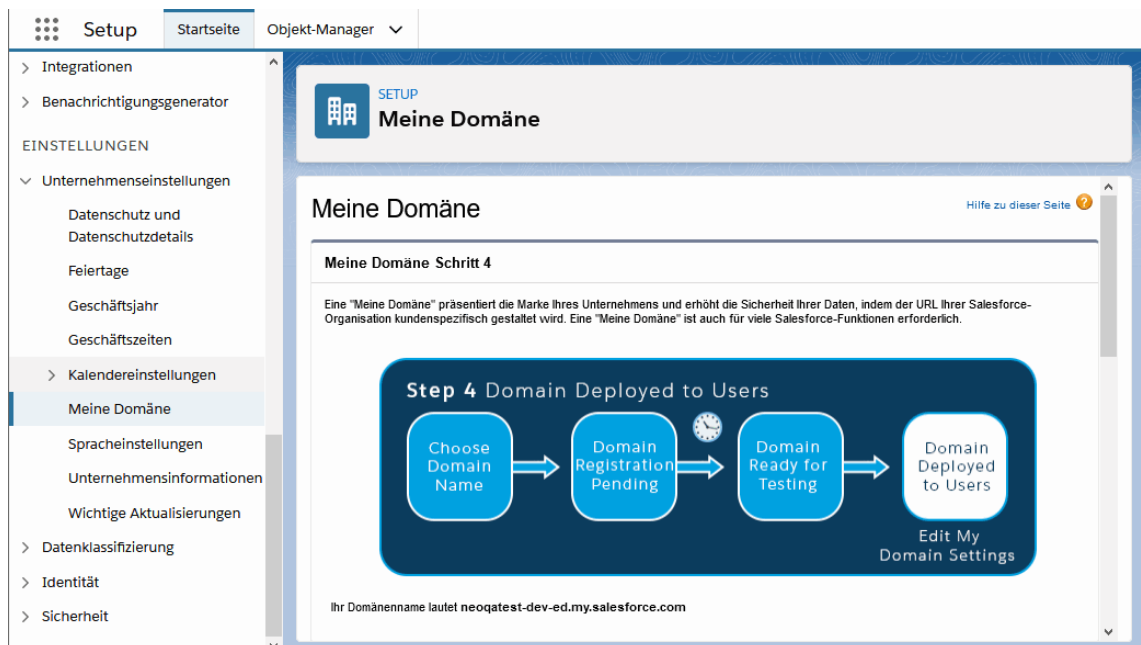 Setup
Startseite
Objekt-Manager
Integrationen
Benachrichtigungsgenerator
EINSTELLUNGEN
Unternehmenseinstellungen
Datenschutz und
Datenschutzdetails
Feiertage
Geschäftsjahr
Geschäftszeiten
Kalendereinstellungen
Meine Domäne
Spracheinstellungen
Unternehmensinformationen
Wichtige Aktualisierungen
Datenklassifizierung
Identität
Sicherheit
SETUP
Meine Domäne
Meine Domäne
Hilfe zu dieser Seite ?
Meine Domäne Schritt 4
Eine "Meine Domäne" präsentiert die Marke Ihres Unternehmens und erhöht die Sicherheit Ihrer Daten, indem der URL Ihrer Salesforce-
Organisation kundenspezifisch gestaltet wird. Eine "Meine Domäne" ist auch für viele Salesforce-Funktionen erforderlich.
Step 4 Domain Deployed to Users
Choose
Domain
Name
Domain
Registration
Pending
Domain
Ready for
Testing
Domain
Deployed
to Users
Edit My
Domain Settings
Ihr Domänenname lautet neoqatest-dev-ed.my.salesforce.com